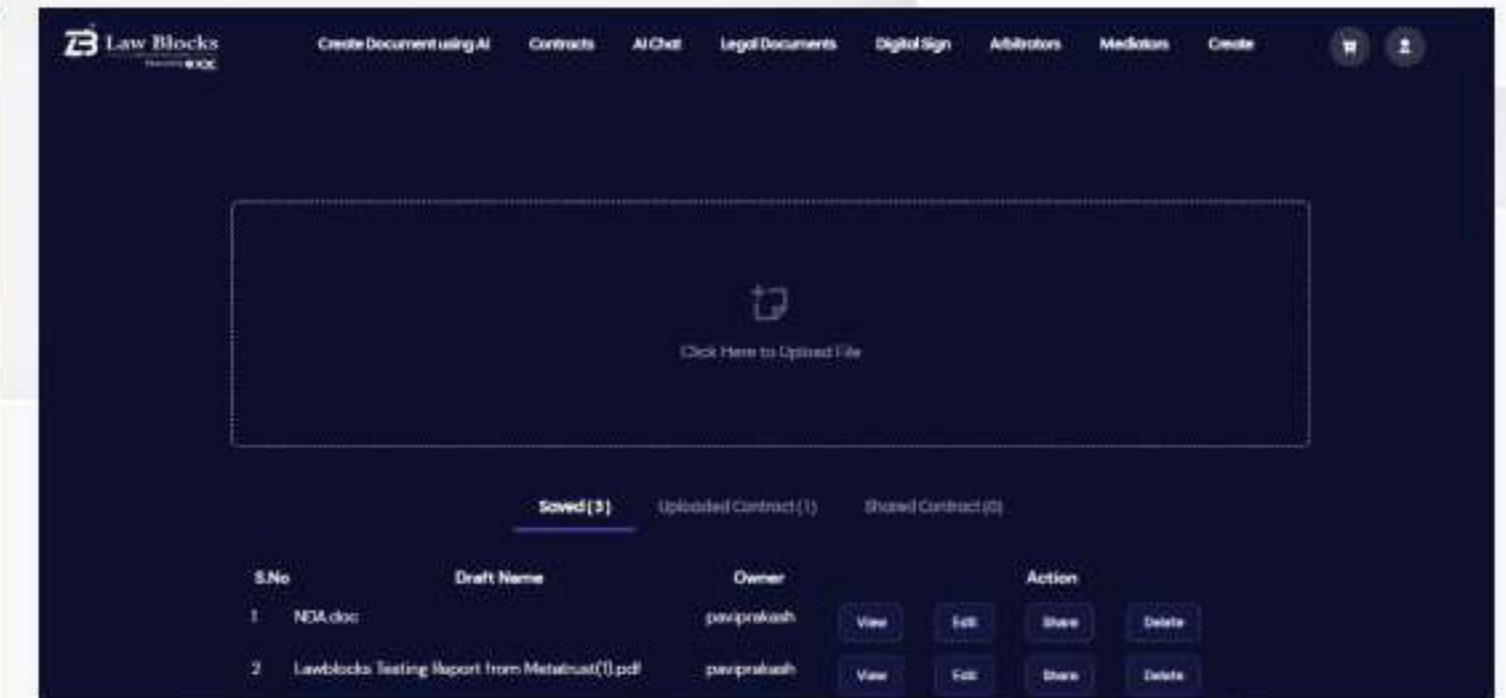 Law Blocks
Create Document using AI Contracts AI Chat Legal Documents Digital Sign Arbitrators Mediators Create
Click Here to Upload File
Saved (3) Uploaded Contract (1) Shared Contract (0)
S.No Draft Name Owner Action
1 NDA.doc paviprakash View Edit Share Delete
2 Lawblocks Testing Report from Metatrust(1).pdf paviprakash View Edit Share Delete